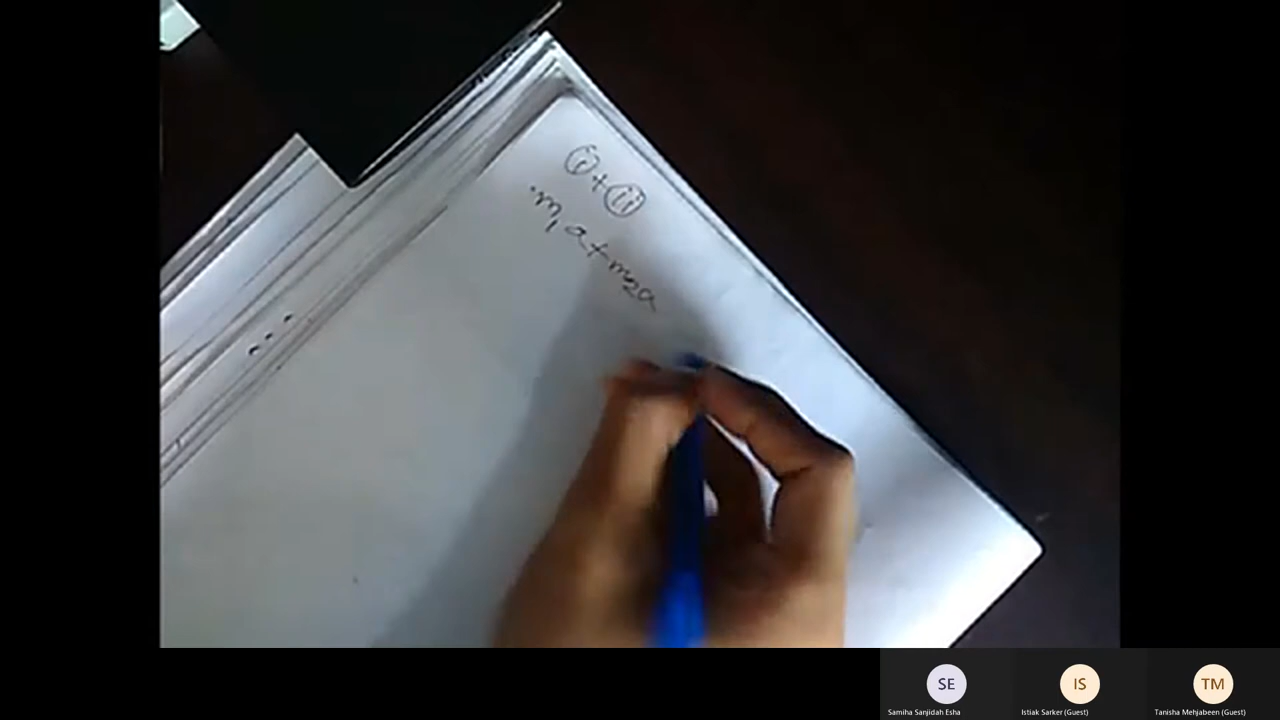 (i) + (ii)
m₁a + m₂a
SE
IS
TM
Samiha Sanjidah Esha
Istiak Sarker (Guest)
Tanisha Mehjabeen (Guest)